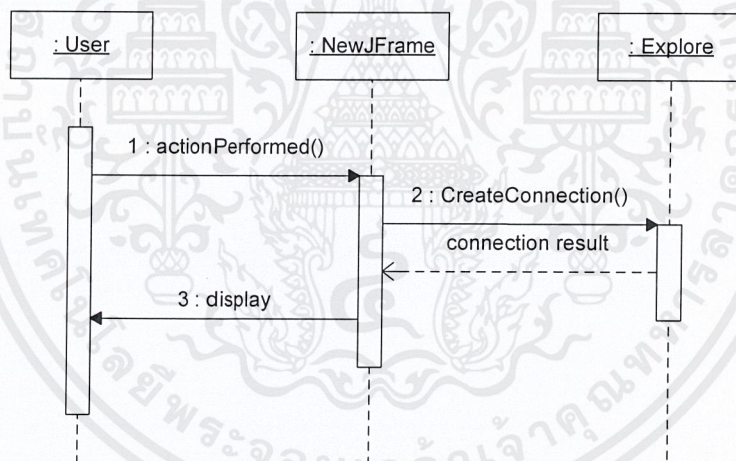 : User
: NewJFrame
: Explore
1 : actionPerformed()
2 : CreateConnection()
connection result
3 : display